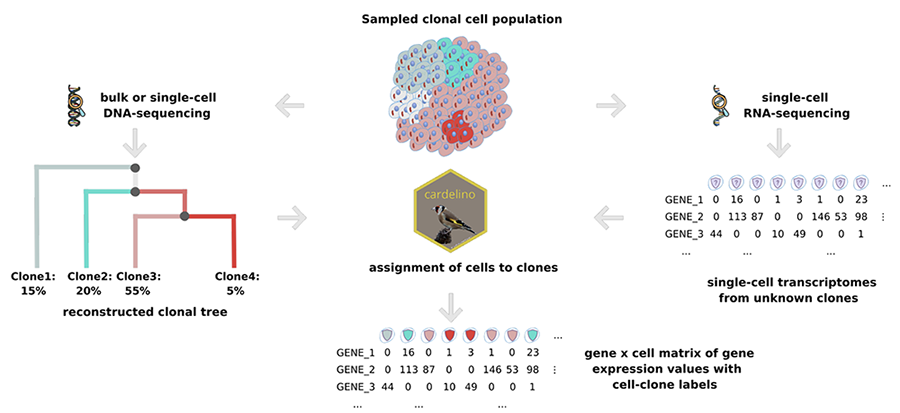 Sampled clonal cell population
bulk or single-cell
DNA-sequencing
single-cell
RNA-sequencing
Clone1:
15%
Clone2:
20%
Clone3:
55%
Clone4:
5%
reconstructed clonal tree
cardelino
assignment of cells to clones
? ? ? ? ? ? ? ? ...
GENE_1 0 16 0 1 3 1 0 23
GENE_2 0 113 87 0 0 146 53 98 ⋮
GENE_3 44 0 0 10 49 0 0 1
... ... ...
single-cell transcriptomes
from unknown clones
...
GENE_1 0 16 0 1 3 1 0 23
GENE_2 0 113 87 0 0 146 53 98 ⋮
GENE_3 44 0 0 10 49 0 0 1
... ... ...
gene x cell matrix of gene
expression values with
cell-clone labels